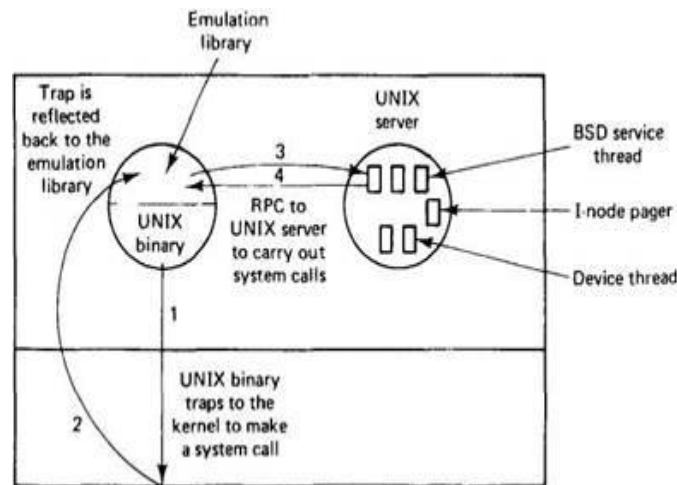 Emulation
library
Trap is
reflected
back to the
emulation
library
UNIX
server
BSD service
thread
3
4
I-node pager
UNIX
binary
RPC to
UNIX server
to carry out
system calls
Device thread
1
2
UNIX binary
traps to the
kernel to make
a system call